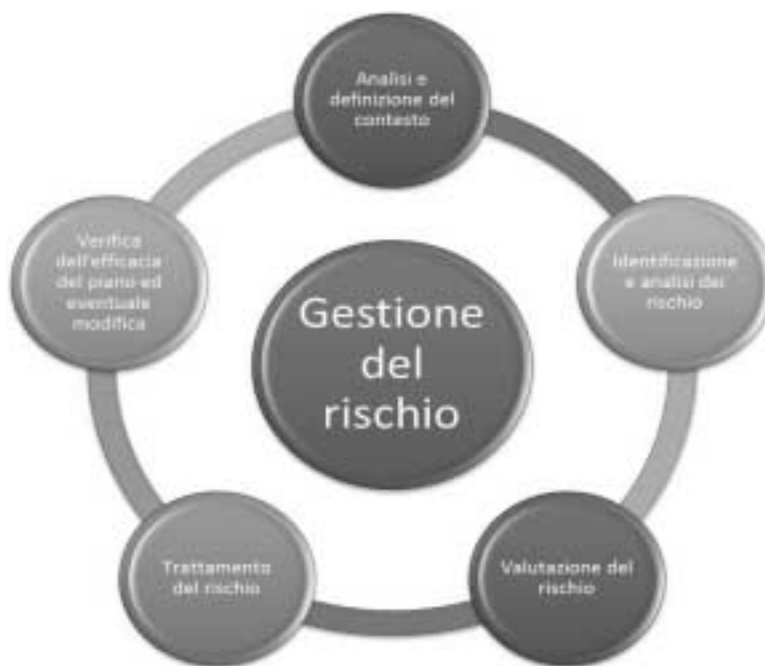 Analisi e
definizione del
contesto
Identificazione
e analisi del
rischio
Valutazione del
rischio
Trattamento
del rischio
Verifica
dell'efficacia
del piano ed
eventuale
modifica
Gestione
del
rischio